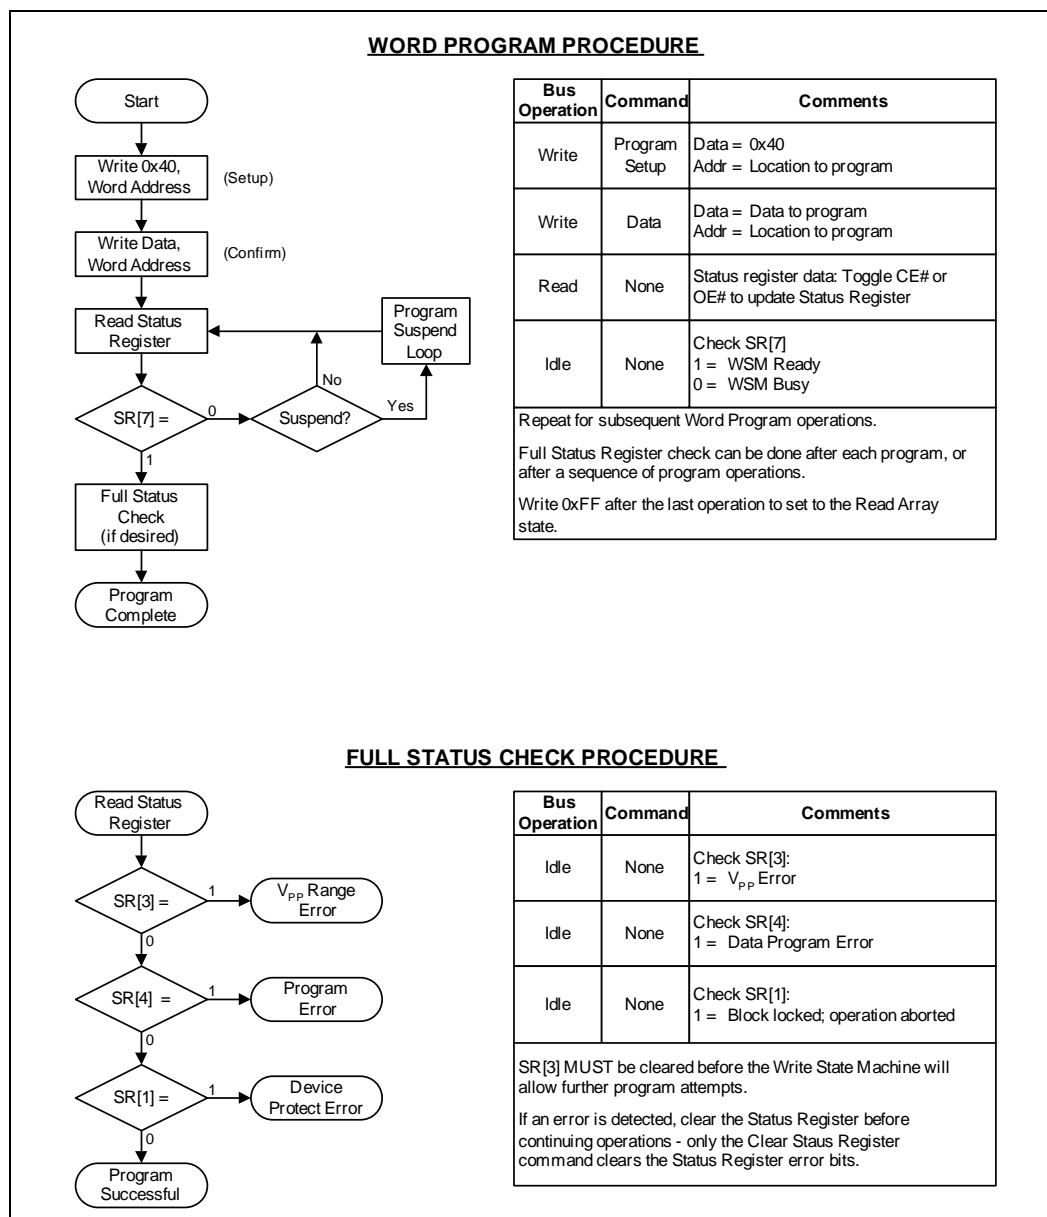 WORD PROGRAM PROCEDURE
Start
Write 0x40,
Word Address
(Setup)
Write Data,
Word Address
(Confirm)
Read Status
Register
Program
Suspend
Loop
No
Yes
SR[7] =
0
Suspend?
1
Full Status
Check
(if desired)
Program
Complete
Bus
Operation
Command
Comments
Write
Program
Setup
Data = 0x40
Addr = Location to program
Write
Data
Data = Data to program
Addr = Location to program
Read
None
Status register data: Toggle CE# or
OE# to update Status Register
Idle
None
Check SR[7]
1 = WSM Ready
0 = WSM Busy
Repeat for subsequent Word Program operations.
Full Status Register check can be done after each program, or
after a sequence of program operations.
Write 0xFF after the last operation to set to the Read Array
state.
FULL STATUS CHECK PROCEDURE
Read Status
Register
SR[3] =
1
VPP Range
Error
0
SR[4] =
1
Program
Error
0
SR[1] =
1
Device
Protect Error
0
Program
Successful
Bus
Operation
Command
Comments
Idle
None
Check SR[3]:
1 = VPP Error
Idle
None
Check SR[4]:
1 = Data Program Error
Idle
None
Check SR[1]:
1 = Block locked; operation aborted
SR[3] MUST be cleared before the Write State Machine will
allow further program attempts.
If an error is detected, clear the Status Register before
continuing operations - only the Clear Staus Register
command clears the Status Register error bits.